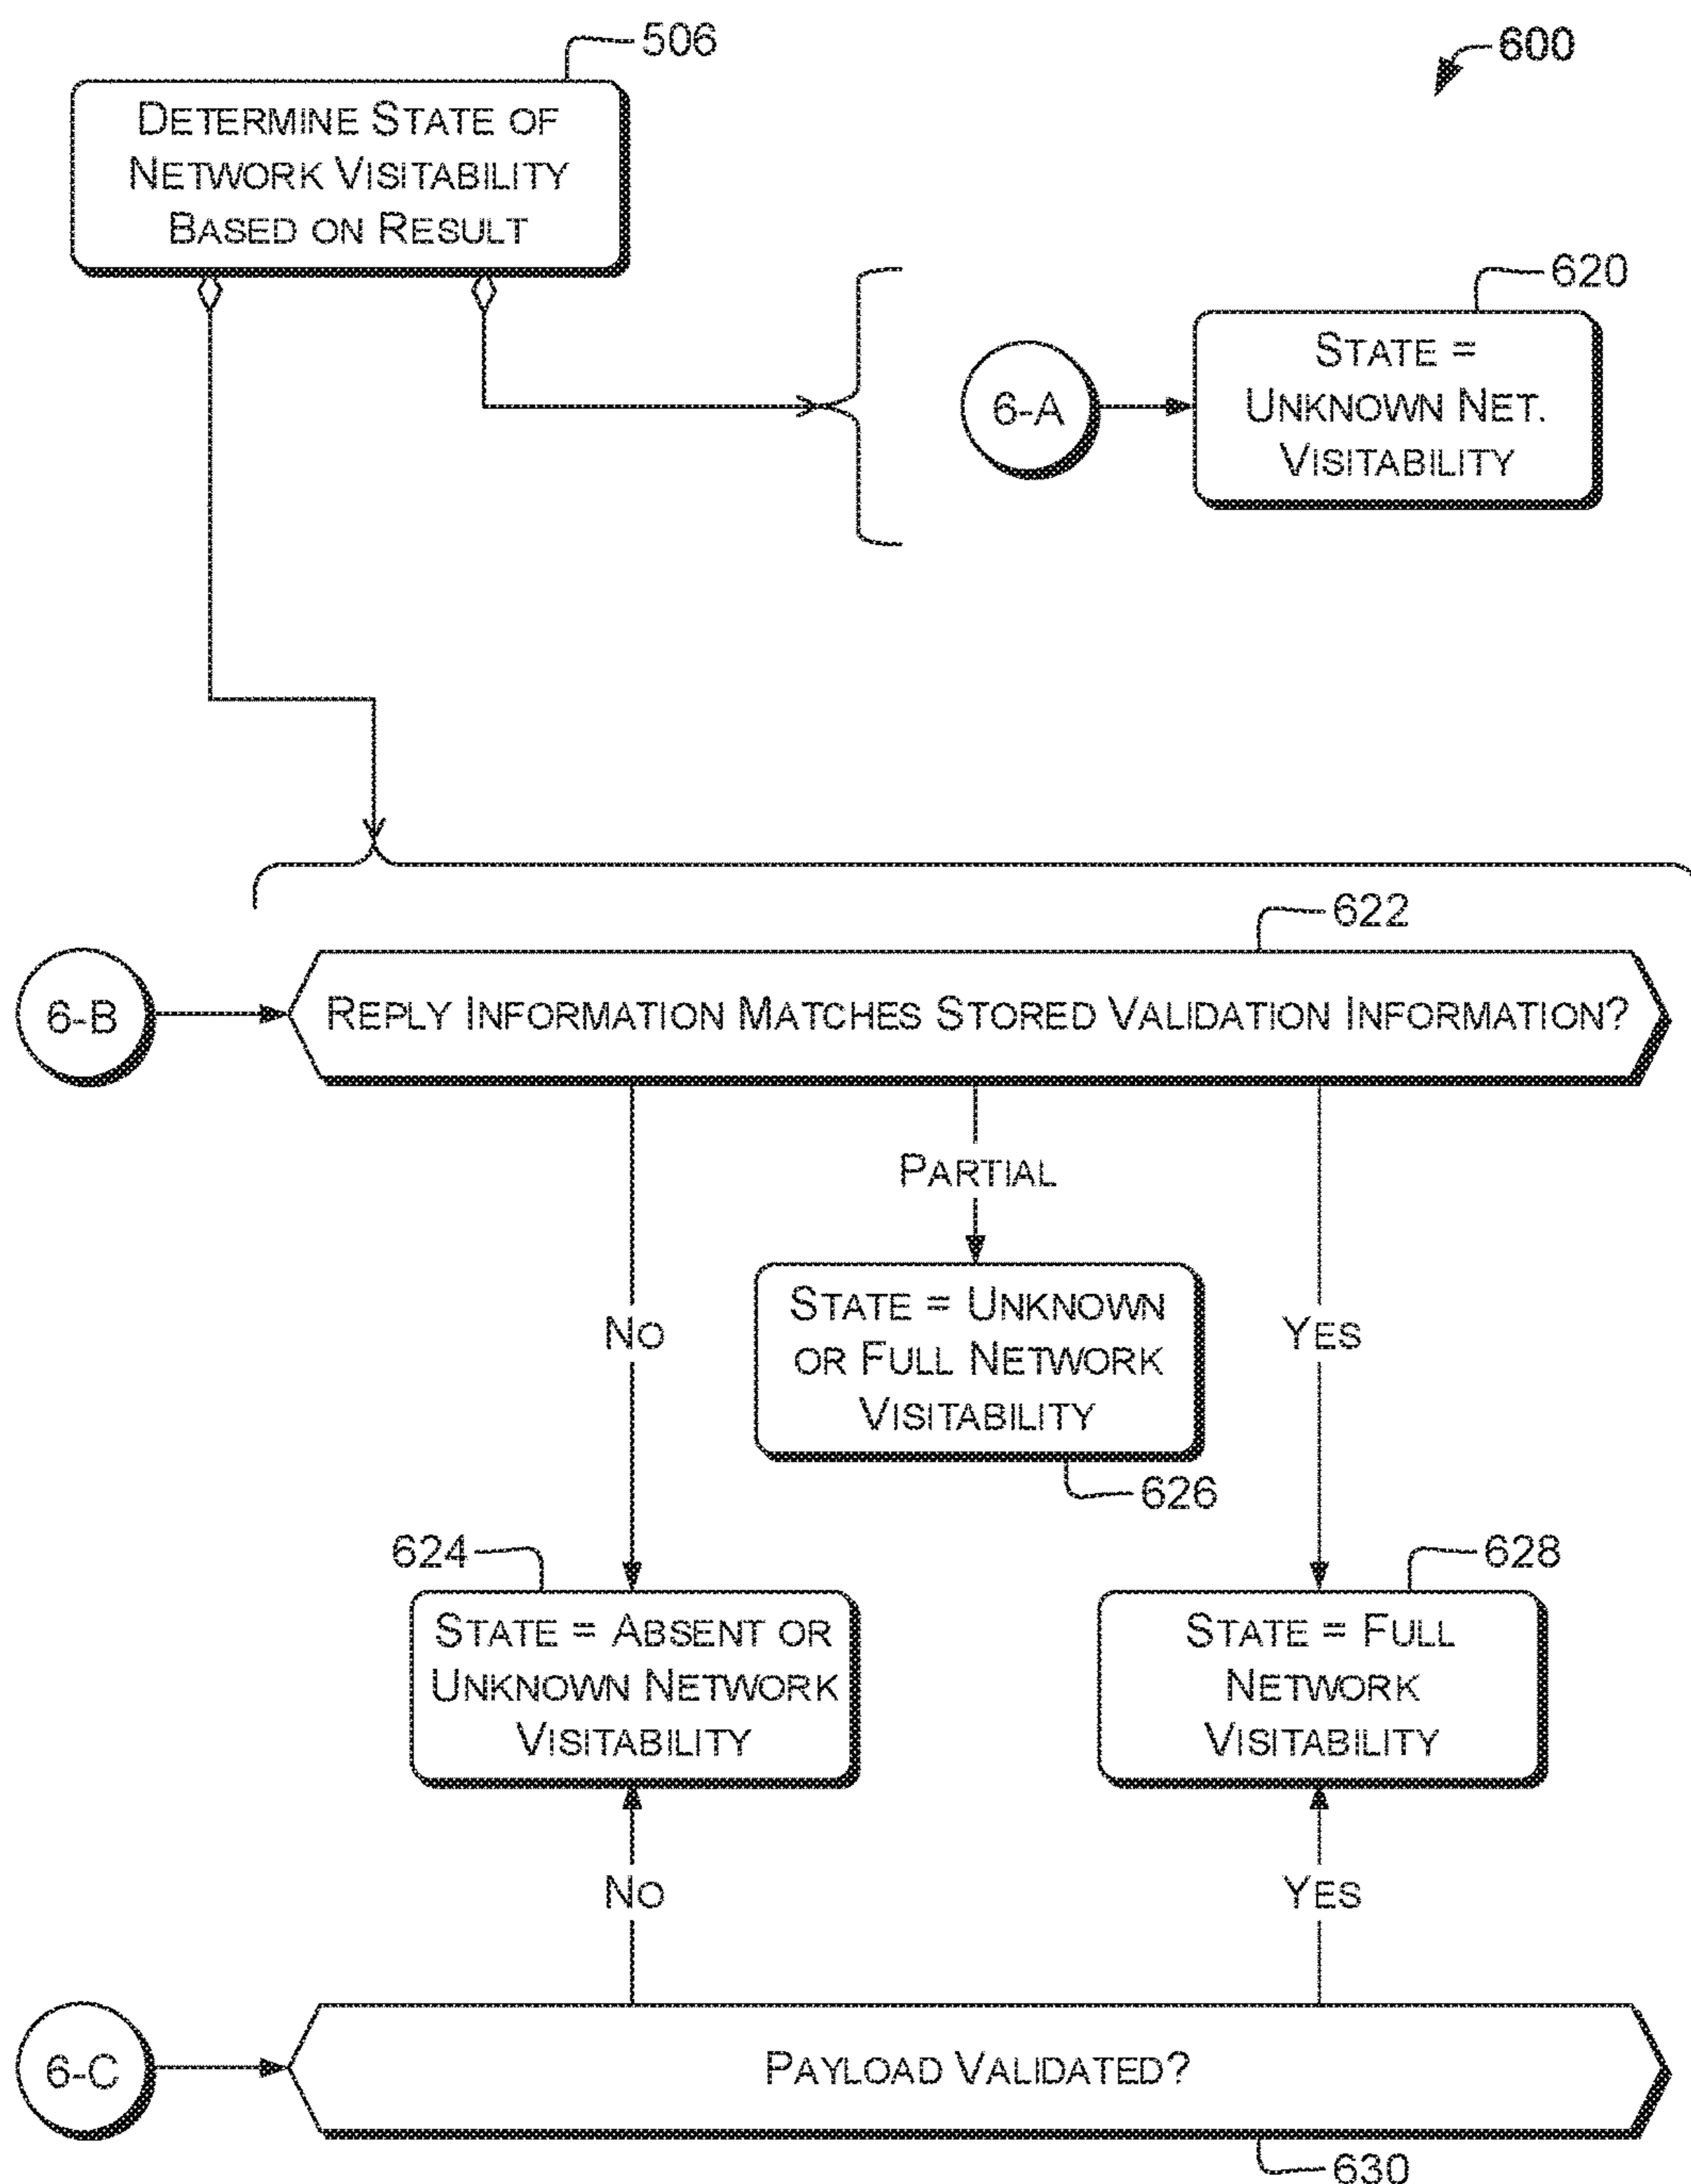 506
600
DETERMINE STATE OF
NETWORK VISITABILITY
BASED ON RESULT
620
6-A
STATE =
UNKNOWN NET.
VISITABILITY
622
6-B
REPLY INFORMATION MATCHES STORED VALIDATION INFORMATION?
PARTIAL
NO
STATE = UNKNOWN
OR FULL NETWORK
VISITABILITY
YES
626
624
STATE = ABSENT OR
UNKNOWN NETWORK
VISITABILITY
628
STATE = FULL
NETWORK
VISITABILITY
NO
YES
6-C
PAYLOAD VALIDATED?
630